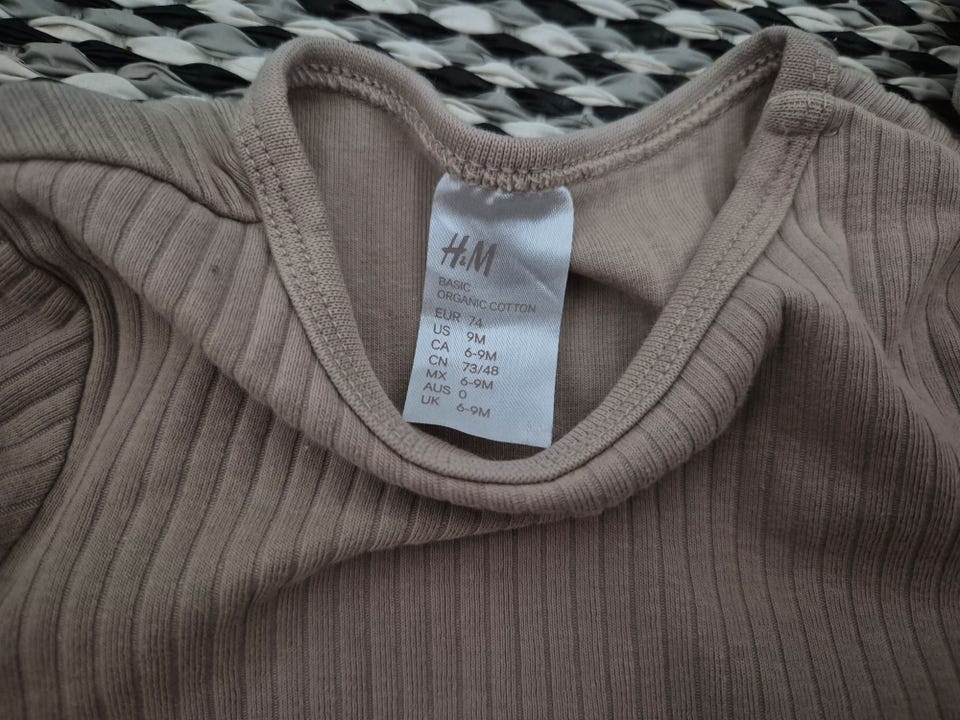 H&M
BASIC
ORGANIC COTTON
EUR 74
US 9M
CA 6-9M
CN 73/48
MX 6-9M
AUS 0
UK 6-9M